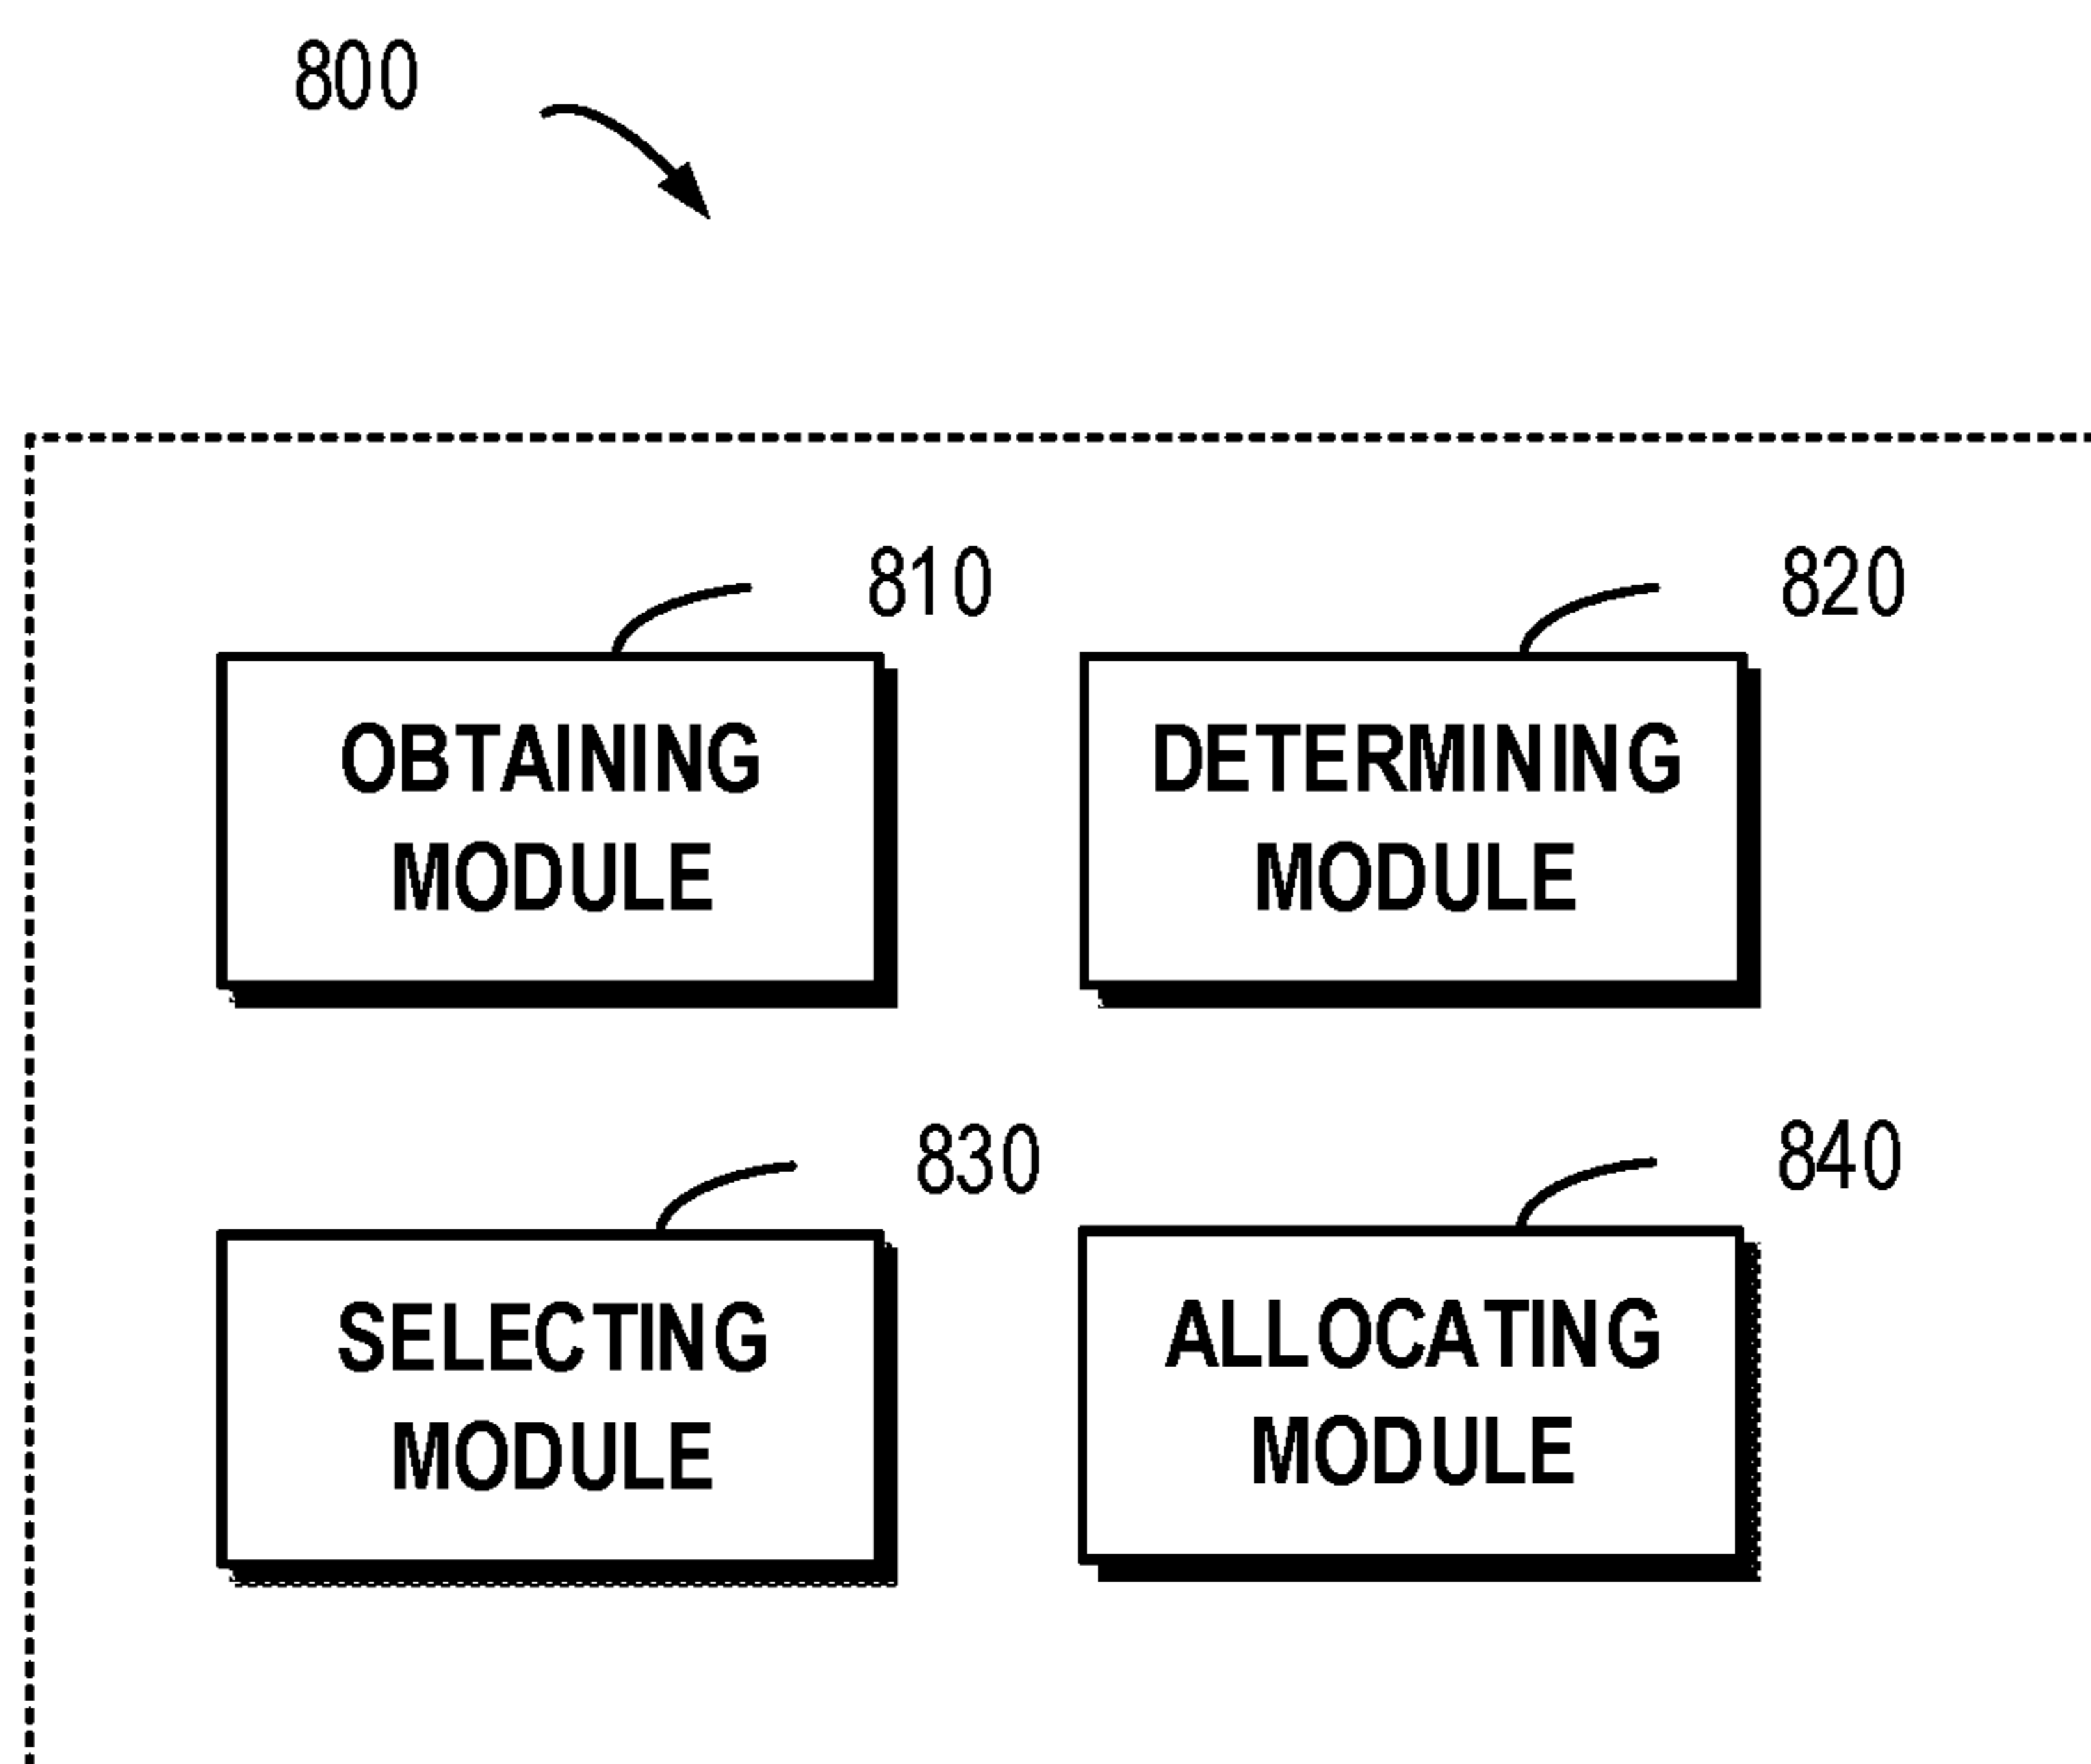 800
810
820
OBTAINING
MODULE
DETERMINING
MODULE
830
840
SELECTING
MODULE
ALLOCATING
MODULE